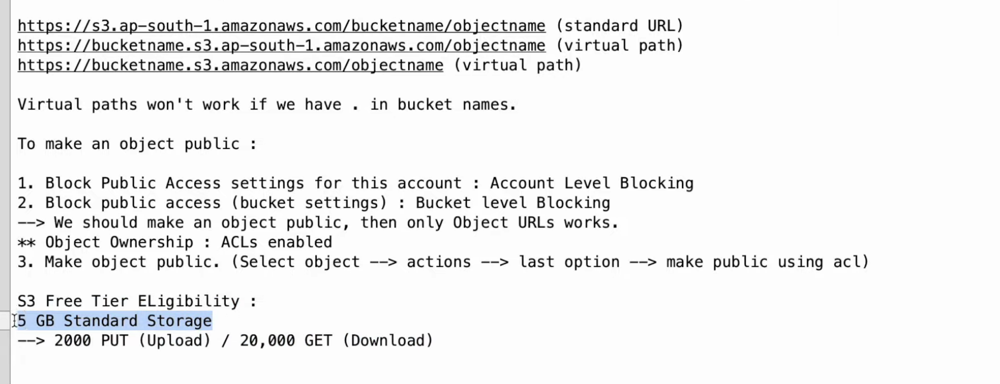 https://s3.ap-south-1.amazonaws.com/bucketname/objectname (standard URL)
https://bucketname.s3.ap-south-1.amazonaws.com/objectname (virtual path)
https://bucketname.s3.amazonaws.com/objectname (virtual path)
Virtual paths won't work if we have . in bucket names.
To make an object public :
1. Block Public Access settings for this account : Account Level Blocking
2. Block public access (bucket settings) : Bucket level Blocking
--> We should make an object public, then only Object URLs works.
** Object Ownership : ACLs enabled
3. Make object public. (Select object --> actions --> last option --> make public using acl)
S3 Free Tier ELigibility :
5 GB Standard Storage
--> 2000 PUT (Upload) / 20,000 GET (Download)